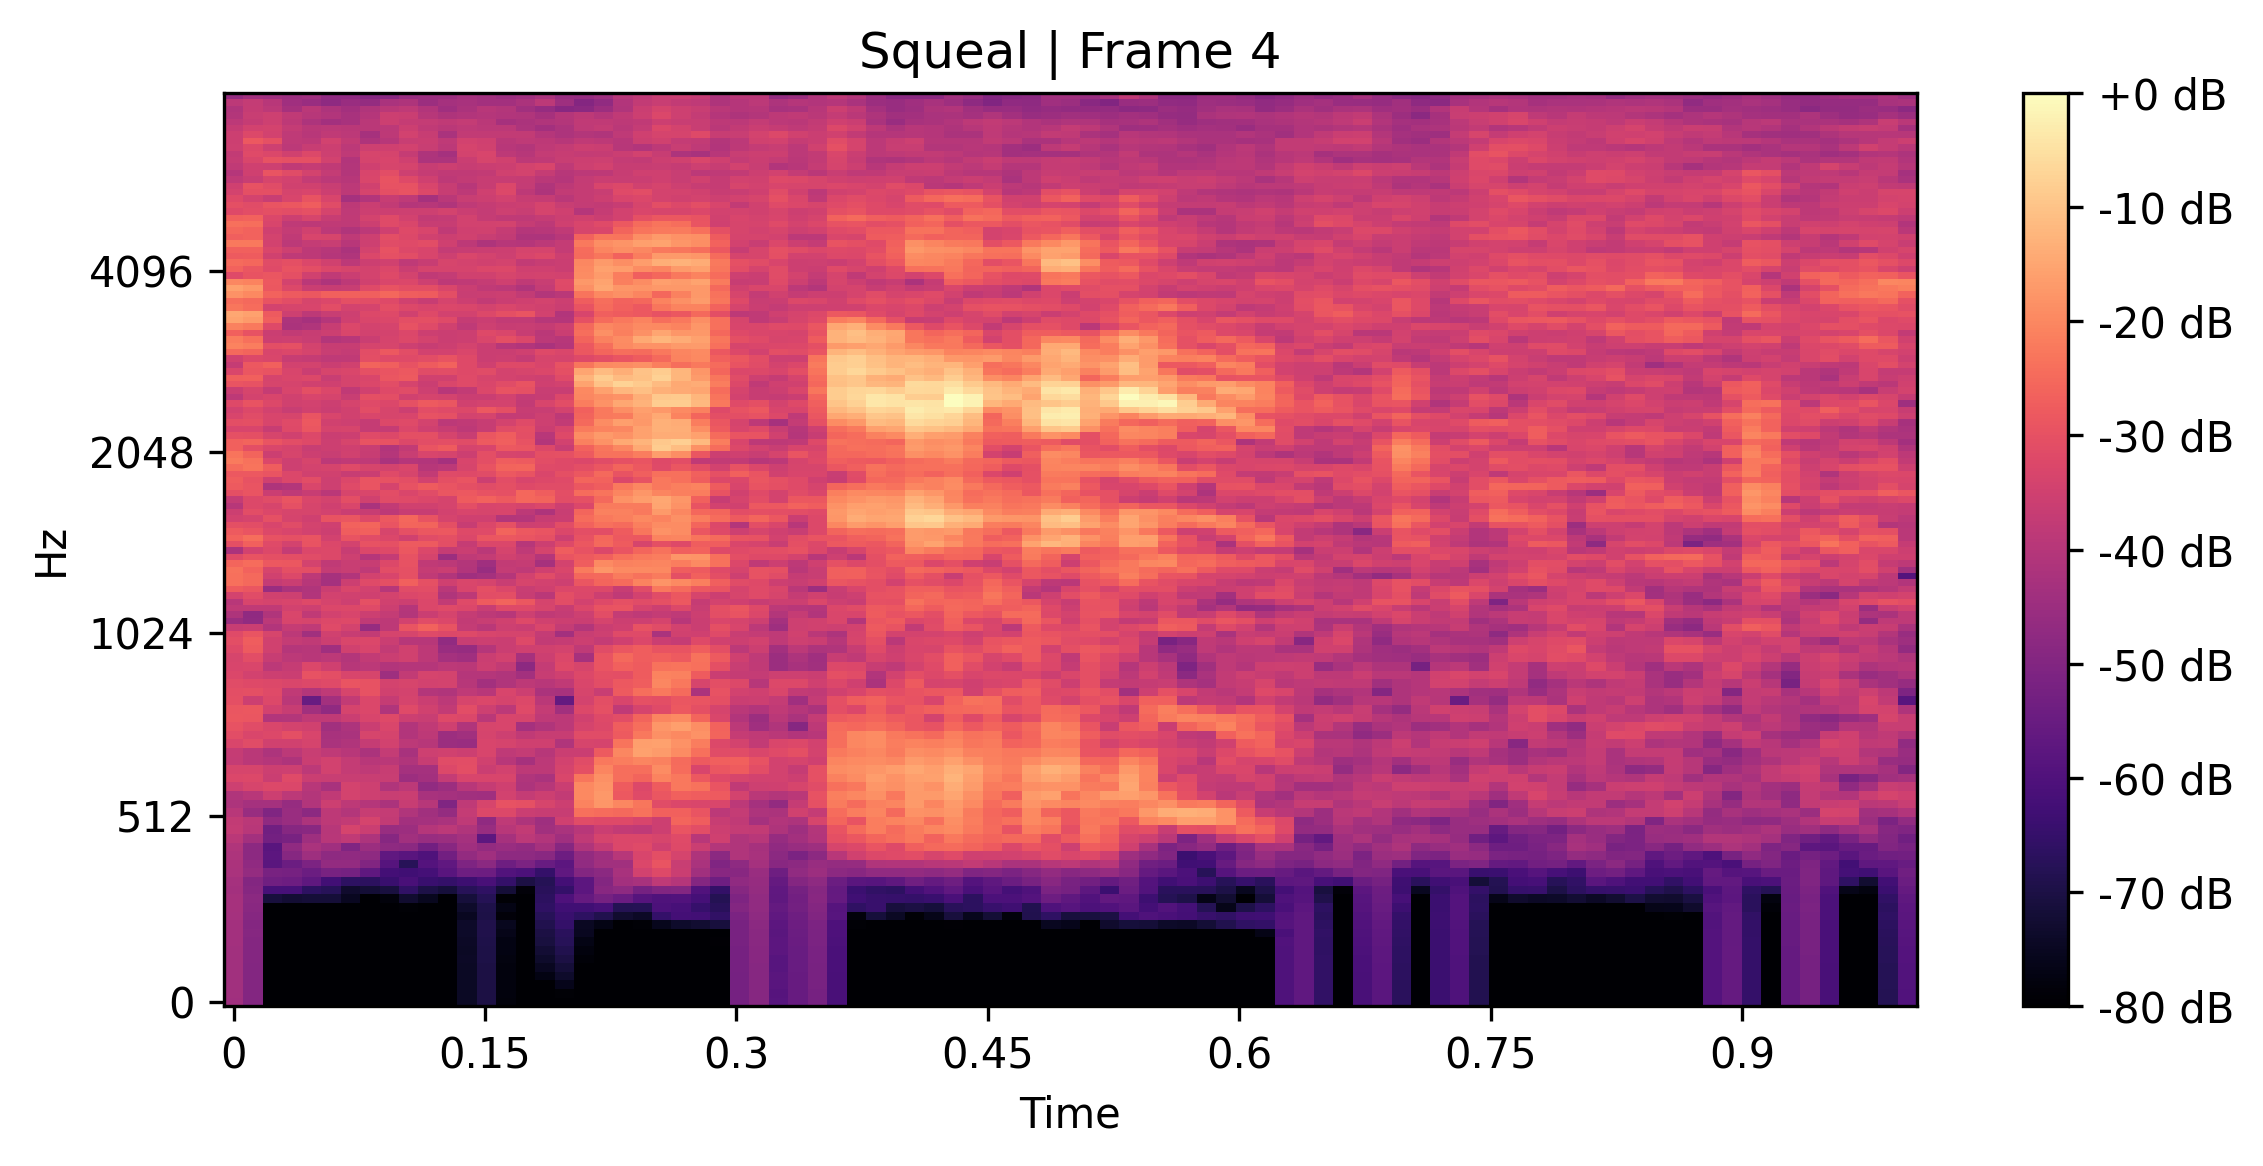 Squeal | Frame 4
Hz
4096
2048
1024
512
0
0 0.15 0.3 0.45 0.6 0.75 0.9
Time
+0 dB
-10 dB
-20 dB
-30 dB
-40 dB
-50 dB
-60 dB
-70 dB
-80 dB